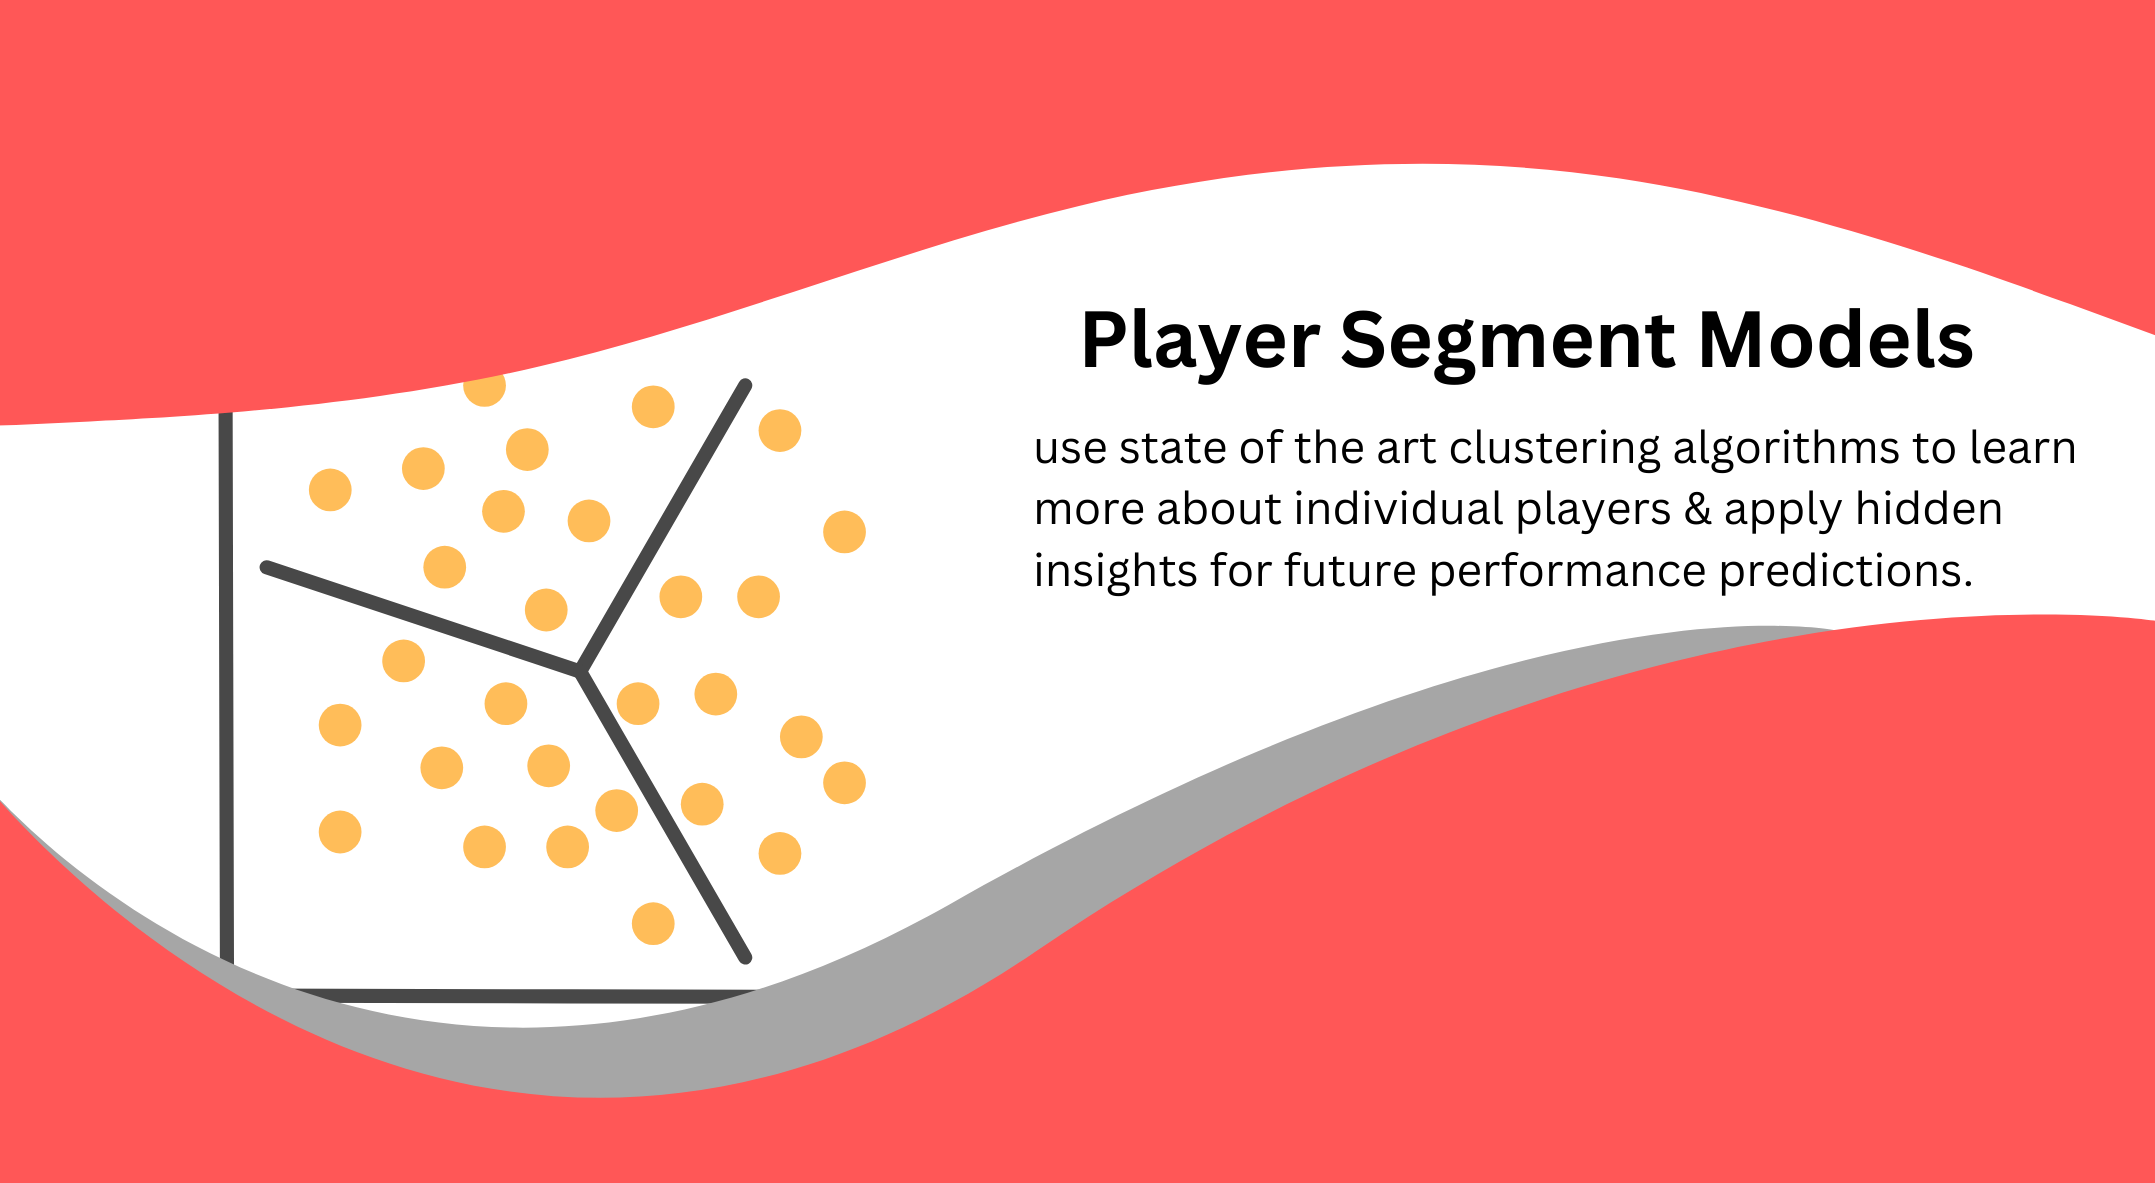 Player Segment Models
use state of the art clustering algorithms to learn
more about individual players & apply hidden
insights for future performance predictions.